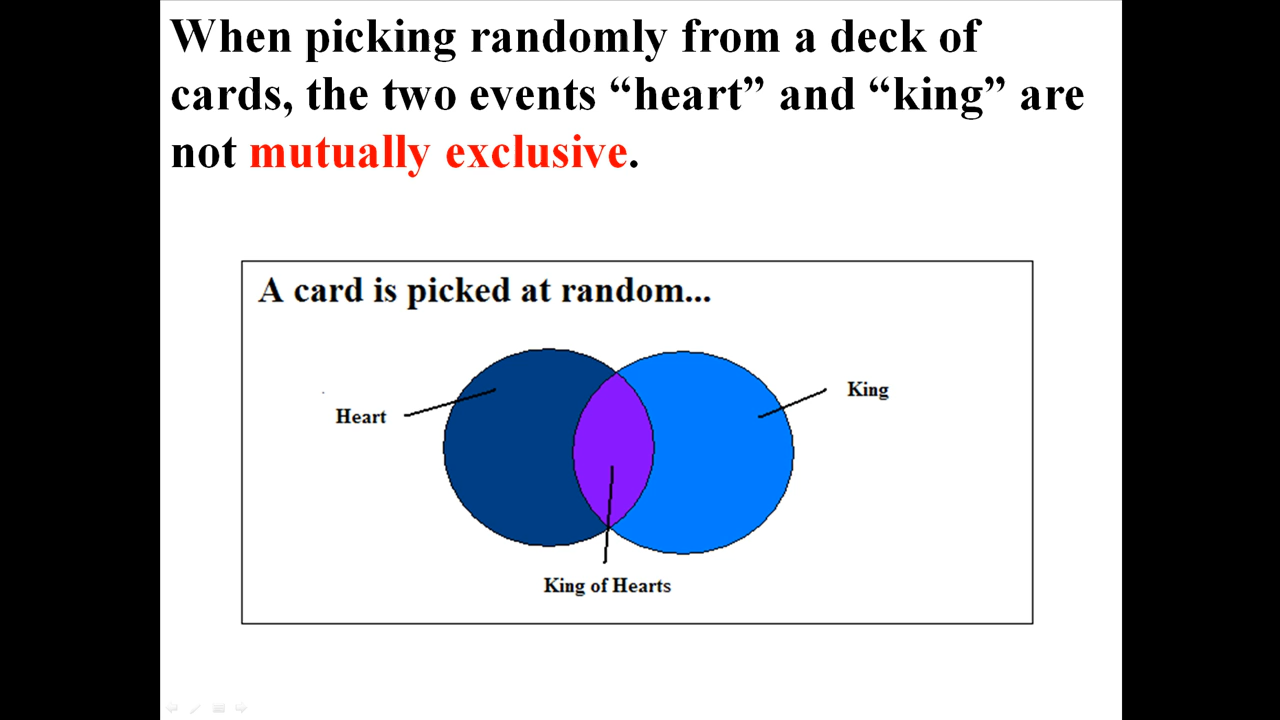 When picking randomly from a deck of
cards, the two events “heart” and “king” are
not mutually exclusive.
A card is picked at random...
King
Heart
King of Hearts